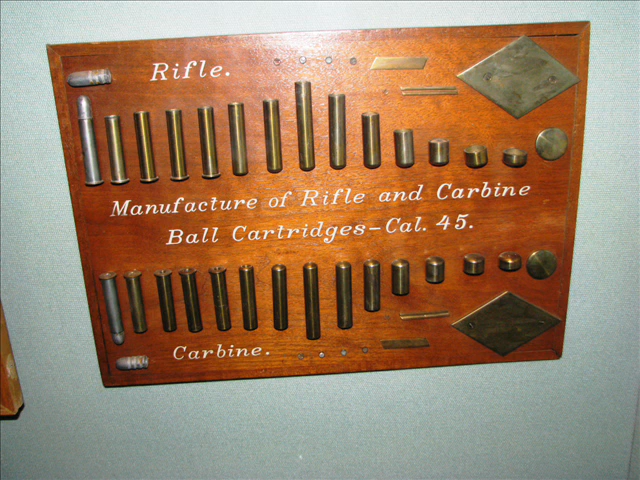 Rifle.
Manufacture of Rifle and Carbine
Ball Cartridges-Cal. 45.
Carbine.